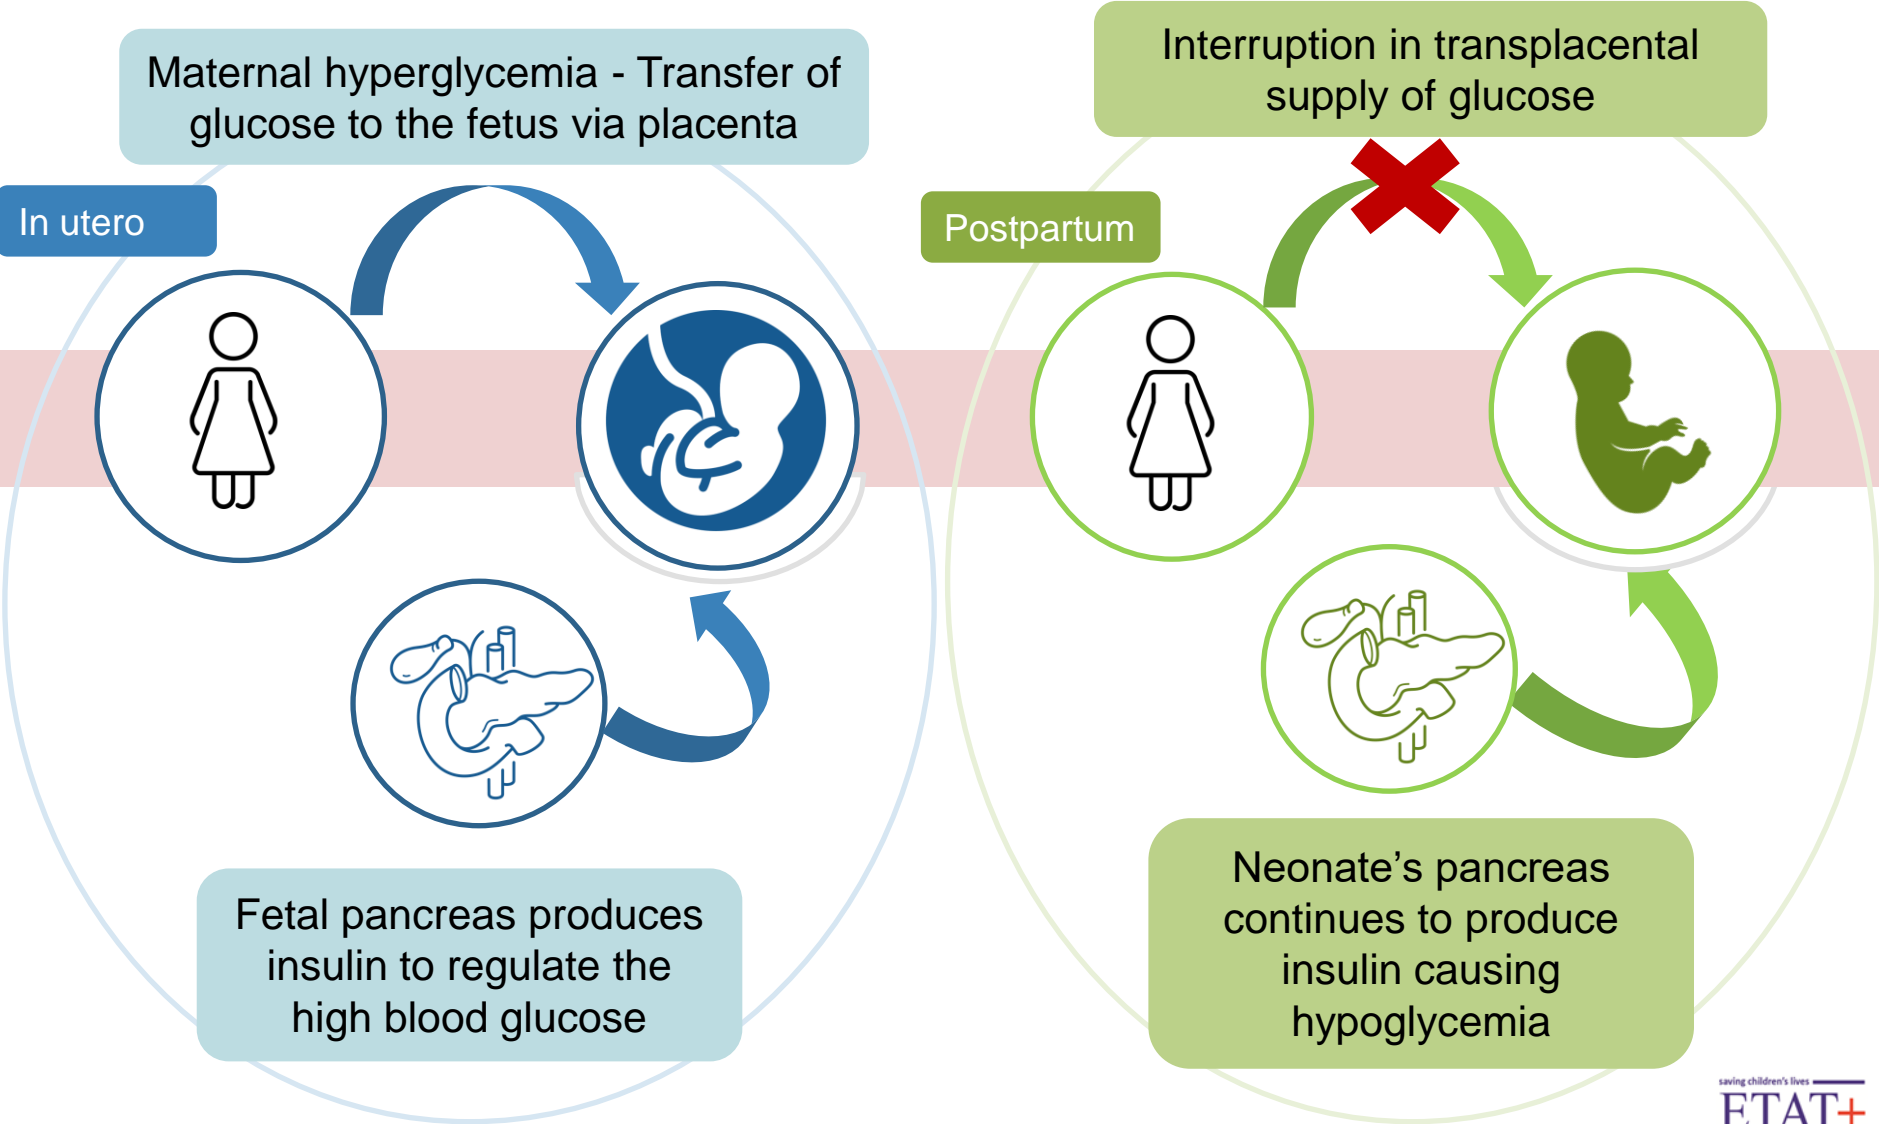 Maternal hyperglycemia - Transfer of
glucose to the fetus via placenta
In utero
Fetal pancreas produces
insulin to regulate the
high blood glucose
Interruption in transplacental
supply of glucose
Postpartum
Neonate’s pancreas
continues to produce
insulin causing
hypoglycemia
saving children's lives
ETAT+